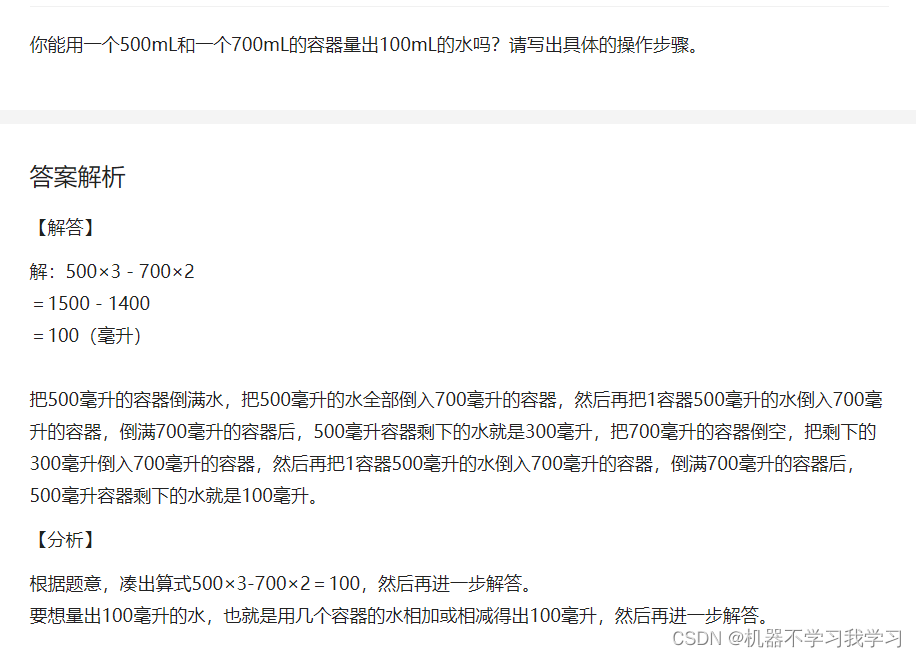 你能用一个500mL和一个700mL的容器量出100mL的水吗？请写出具体的操作步骤。
答案解析
【解答】
解：500×3 - 700×2
＝1500 - 1400
＝100（毫升）
把500毫升的容器倒满水，把500毫升的水全部倒入700毫升的容器，然后再把1容器500毫升的水倒入700毫
升的容器，倒满700毫升的容器后，500毫升容器剩下的水就是300毫升，把700毫升的容器倒空，把剩下的
300毫升倒入700毫升的容器，然后再把1容器500毫升的水倒入700毫升的容器，倒满700毫升的容器后，
500毫升容器剩下的水就是100毫升。
【分析】
根据题意，凑出算式500×3-700×2＝100，然后再进一步解答。
要想量出100毫升的水，也就是用几个容器的水相加或相减得出100毫升，然后再进一步解答。
CSDN @机器不学习我学习